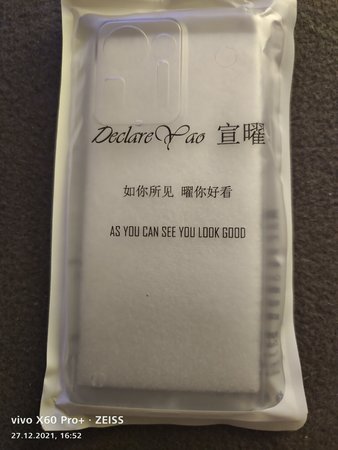 DeclareYao 宣曜
如你所见 曜你好看
AS YOU CAN SEE YOU LOOK GOOD
vivo X60 Pro+ · ZEISS
27.12.2021, 16:52